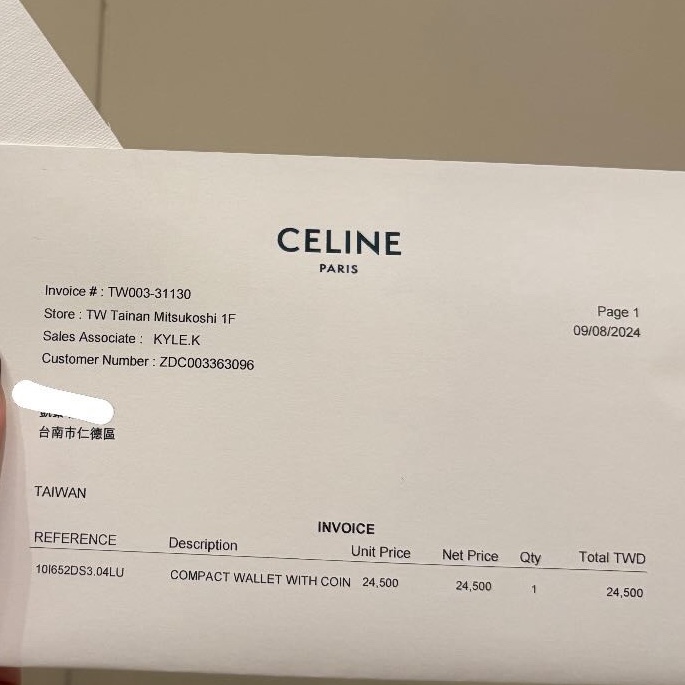 CELINE
PARIS
Invoice # : TW003-31130
Store : TW Tainan Mitsukoshi 1F
Sales Associate : KYLE.K
Customer Number : ZDC003363096
Page 1
09/08/2024
台南市仁德區
TAIWAN
INVOICE
REFERENCE Description Unit Price Net Price Qty Total TWD
10I652DS3.04LU COMPACT WALLET WITH COIN 24,500 24,500 1 24,500